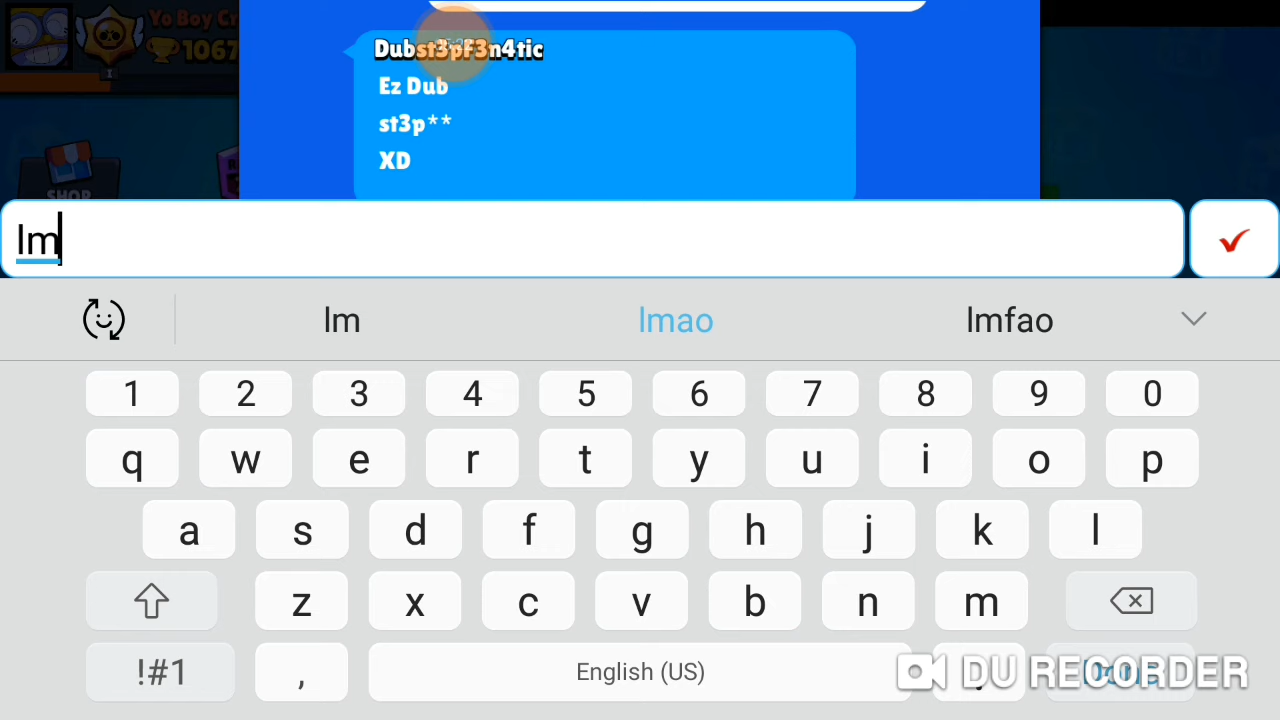 Yo Boy Cr
1067
SHOP
Dubst3pF3n4tic
Ez Dub
st3p**
XD
lm
lm lmao lmfao
1 2 3 4 5 6 7 8 9 0
q w e r t y u i o p
a s d f g h j k l
z x c v b n m
!#1 , English (US) . Done
DU RECORDER